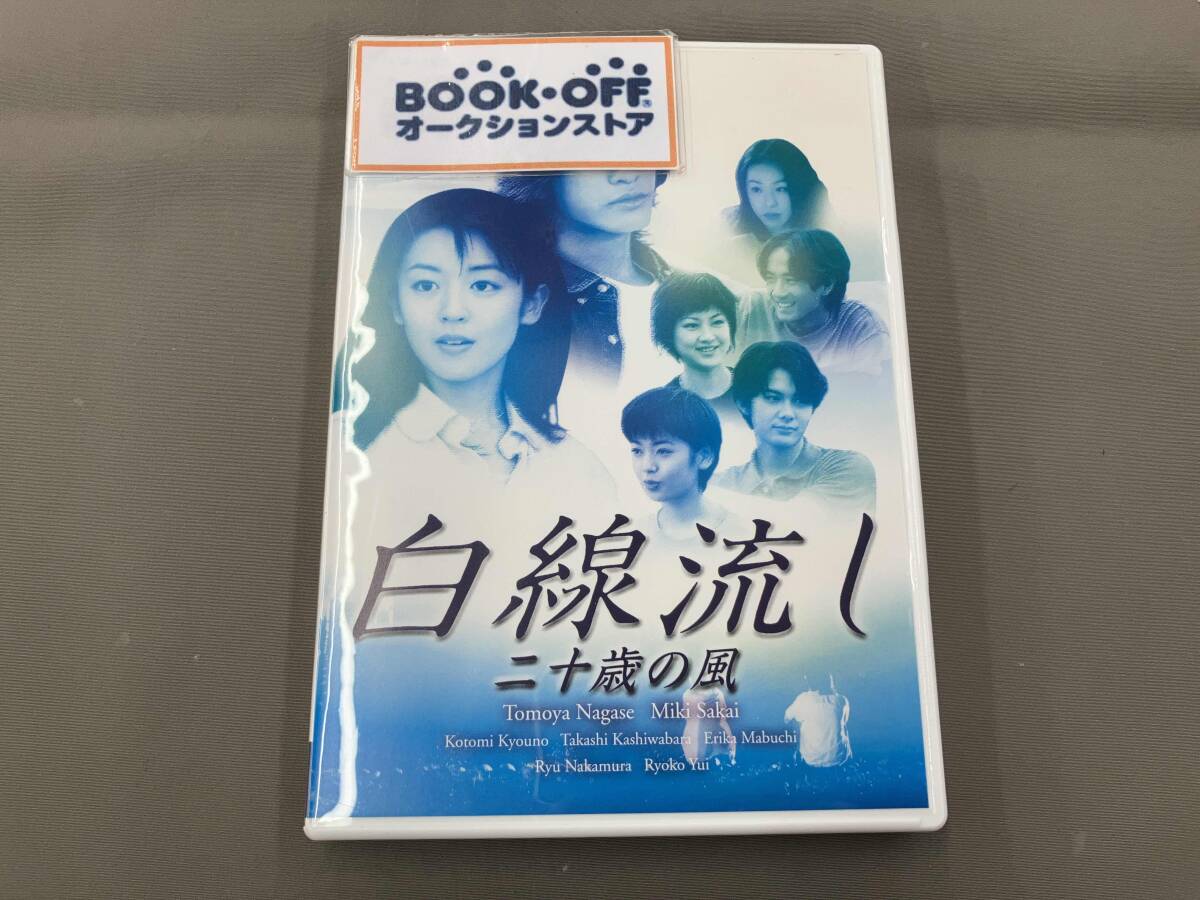 BOOK・OFF®
オークションストア
白線流し
二十歳の風
Tomoya Nagase Miki Sakai
Kotomi Kyouno Takashi Kashiwabara Erika Mabuchi
Ryu Nakamura Ryoko Yui